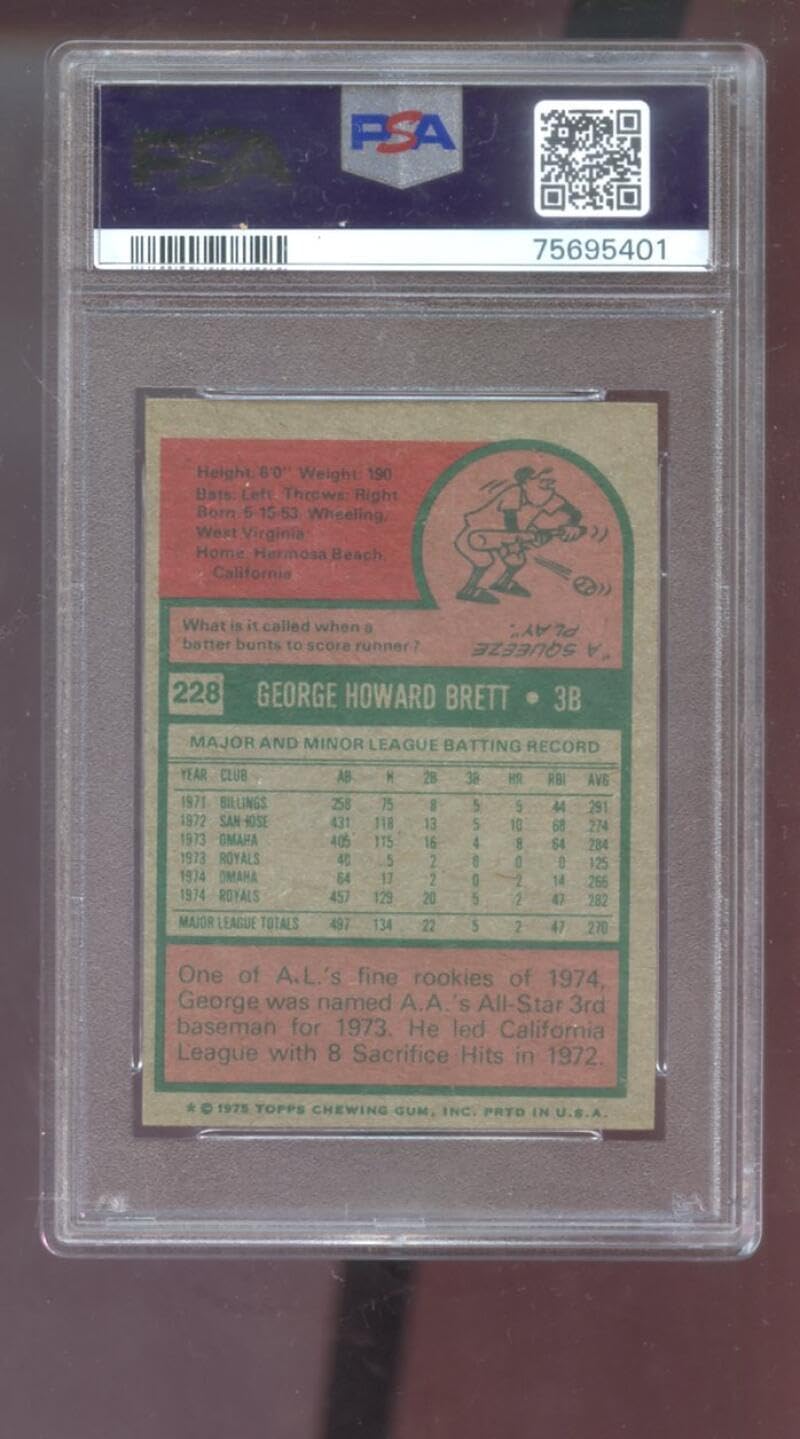 PSA
PSA
75695401
Height: 6'0" Weight: 190
Bats: Left Throws: Right
Born: 5-15-53 Wheeling,
West Virginia
Home: Hermosa Beach,
California
What is it called when a
batter bunts to score runner?
"A SQUEEZE
PLAY".
228 GEORGE HOWARD BRETT • 3B
MAJOR AND MINOR LEAGUE BATTING RECORD
YEAR CLUB AB H 2B 3B HR RBI AVG
1971 BILLINGS 258 75 8 5 5 44 291
1972 SAN JOSE 431 118 13 5 10 68 274
1973 OMAHA 405 115 16 4 8 64 284
1973 ROYALS 40 5 2 0 0 0 125
1974 OMAHA 64 17 2 0 2 14 266
1974 ROYALS 457 129 20 5 2 47 282
MAJOR LEAGUE TOTALS 497 134 22 5 2 47 270
One of A.L.'s fine rookies of 1974,
George was named A.A.'s All-Star 3rd
baseman for 1973. He led California
League with 8 Sacrifice Hits in 1972.
* © 1975 TOPPS CHEWING GUM, INC. PRTD IN U.S.A.